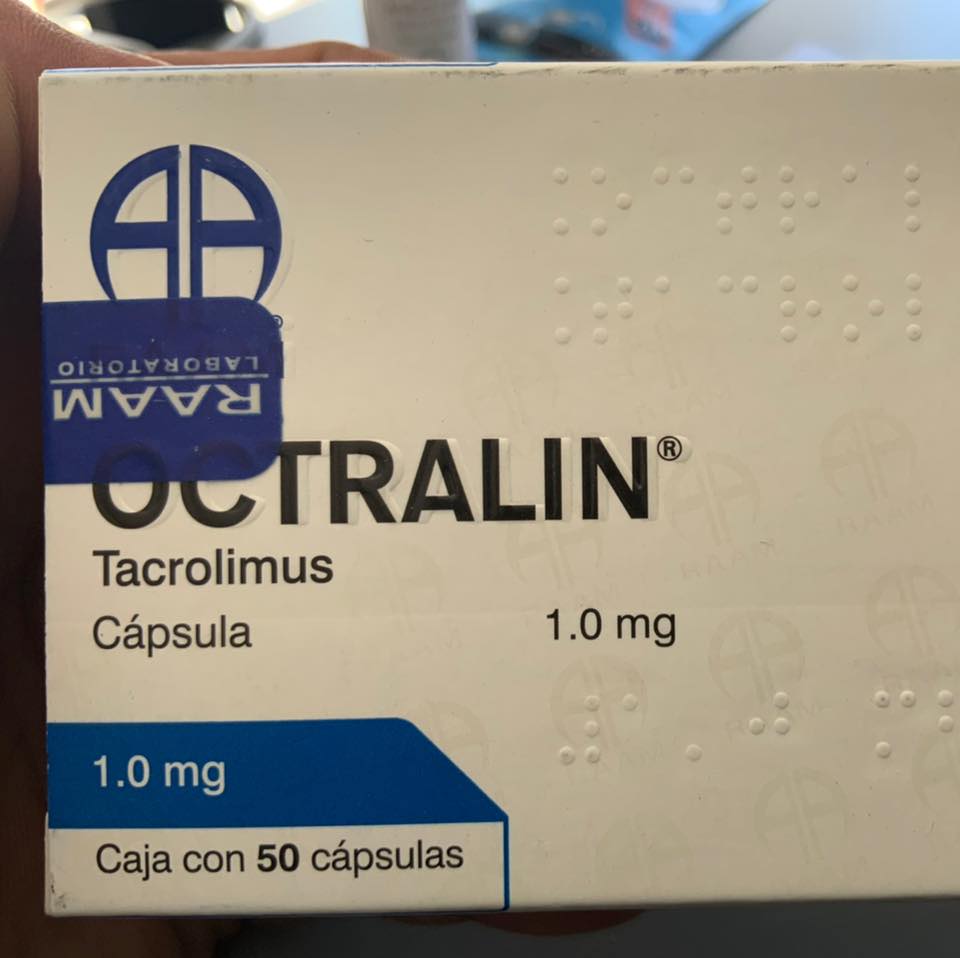 RAAM
LABORATORIO
OCTRALIN®
Tacrolimus
Cápsula 1.0 mg
1.0 mg
Caja con 50 cápsulas